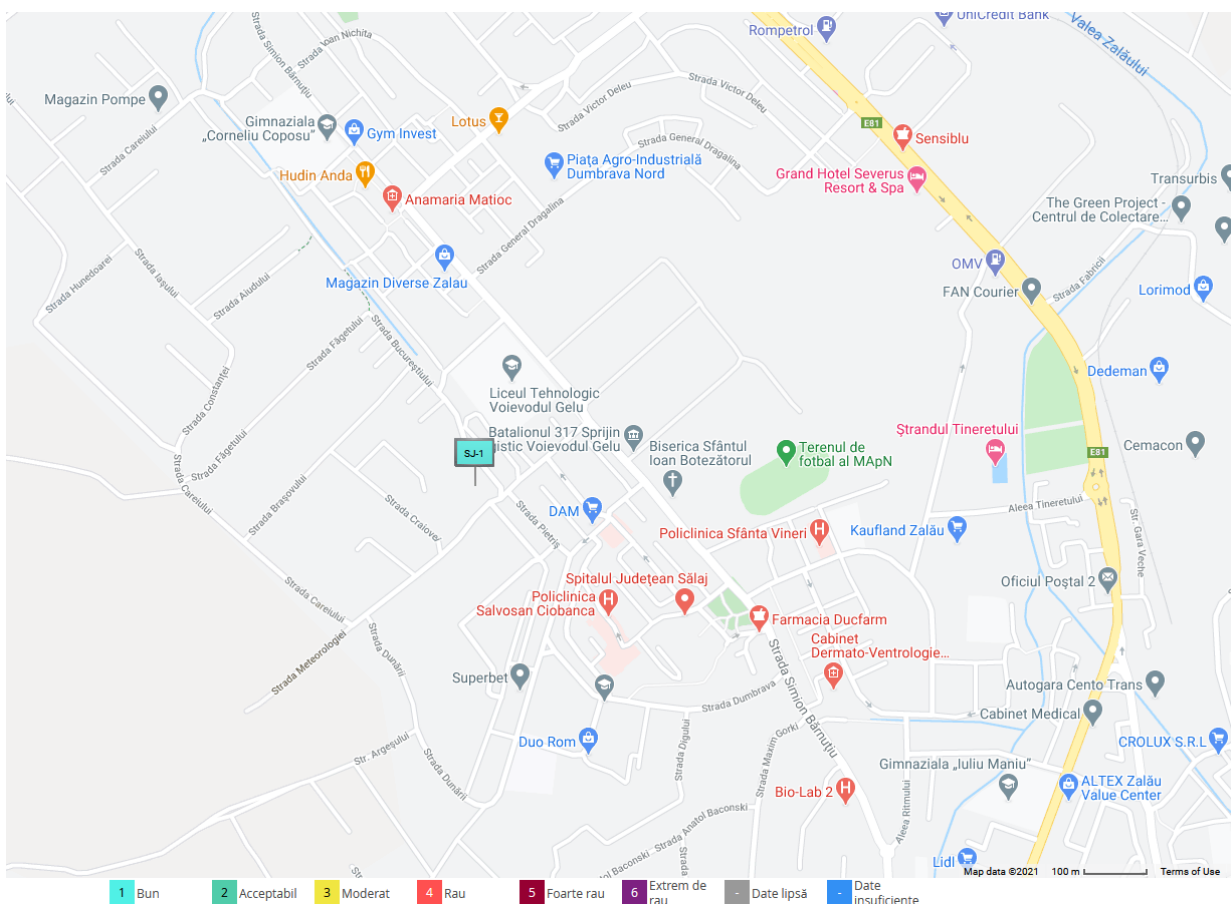 UniCredit Bank
Rompetrol
Valea Zalăului
Strada Ioan Nichita
Strada Simion Bărnuțiu
Strada Victor Deleu
Strada Victor Deleu
Magazin Pompe
Strada Careiului
Gimnaziala
„Corneliu Coposu”
Gym Invest
Lotus
E81
Sensiblu
Strada General Dragalina
Piața Agro-Industrială
Dumbrava Nord
Hudin Anda
Anamaria Matioc
Grand Hotel Severus
Resort & Spa
Transurbis
The Green Project -
Centrul de Colectare...
Strada General Dragalina
Strada Hunedoarei
Strada Iașului
Strada Aiudului
Magazin Diverse Zalau
OMV
FAN Courier
Strada Fabricii
Lorimod
Strada Făgetului
Strada Bucureștiului
Strada Constanței
Liceul Tehnologic
Voievodul Gelu
Dedeman
Strada Făgetului
SJ-1
Batalionul 317 Sprijin
gistic Voievodul Gelu
Biserica Sfântul
Ioan Botezătorul
Terenul de
fotbal al MApN
Ștrandul Tineretului
Cemacon
E81
Strada Careiului
Strada Brașovului
Strada Craiovei
Strada Pietriș
DAM
Policlinica Sfânta Vineri
Kaufland Zalău
Aleea Tineretului
Str. Gara Veche
Oficiul Poștal 2
Spitalul Județean Sălaj
Policlinica
Salvosan Ciobanca
Strada Careiului
Strada Meteorologiei
Strada Dunării
Farmacia Ducfarm
Cabinet
Dermato-Ventrologie...
Superbet
Strada Dumbrava
Strada Simion Bărnuțiu
Autogara Cento Trans
Cabinet Medical
Str. Argeșului
Strada Dunării
Duo Rom
Strada Digului
Strada Maxim Gorki
CROLUX S.R.L
Gimnaziala „Iuliu Maniu”
Bio-Lab 2
Aleea Ritmului
ALTEX Zalău
Value Center
Strada Anatol Baconski
Baconski
Lidl
Map data ©2021
100 m
Terms of Use
1 Bun
2 Acceptabil
3 Moderat
4 Rau
5 Foarte rau
6 Extrem de
rau
- Date lipsă
- Date
insuficiente